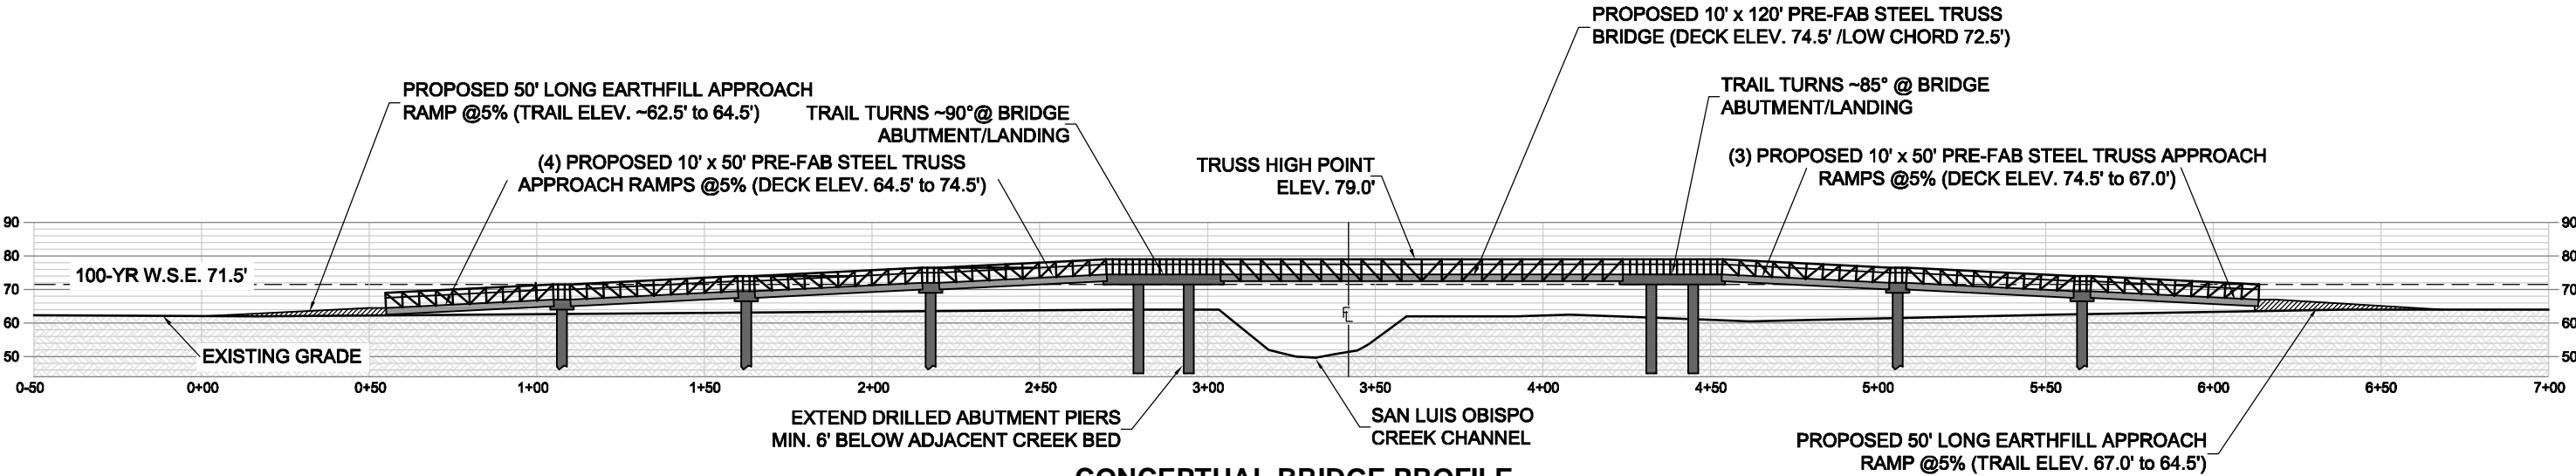 PROPOSED 10' x 120' PRE-FAB STEEL TRUSS
BRIDGE (DECK ELEV. 74.5' /LOW CHORD 72.5')
PROPOSED 50' LONG EARTHFILL APPROACH
RAMP @5% (TRAIL ELEV. ~62.5' to 64.5')
TRAIL TURNS ~90°@ BRIDGE
ABUTMENT/LANDING
TRAIL TURNS ~85° @ BRIDGE
ABUTMENT/LANDING
(4) PROPOSED 10' x 50' PRE-FAB STEEL TRUSS
APPROACH RAMPS @5% (DECK ELEV. 64.5' to 74.5')
TRUSS HIGH POINT
ELEV. 79.0'
(3) PROPOSED 10' x 50' PRE-FAB STEEL TRUSS APPROACH
RAMPS @5% (DECK ELEV. 74.5' to 67.0')
90 90
80 80
100-YR W.S.E. 71.5'
70 70
60 60
EXISTING GRADE
50 50
0-50 0+00 0+50 1+00 1+50 2+00 2+50 3+00 3+50 4+00 4+50 5+00 5+50 6+00 6+50 7+00
EXTEND DRILLED ABUTMENT PIERS
MIN. 6' BELOW ADJACENT CREEK BED
SAN LUIS OBISPO
CREEK CHANNEL
PROPOSED 50' LONG EARTHFILL APPROACH
RAMP @5% (TRAIL ELEV. 67.0' to 64.5')
CONCEPTUAL BRIDGE PROFILE